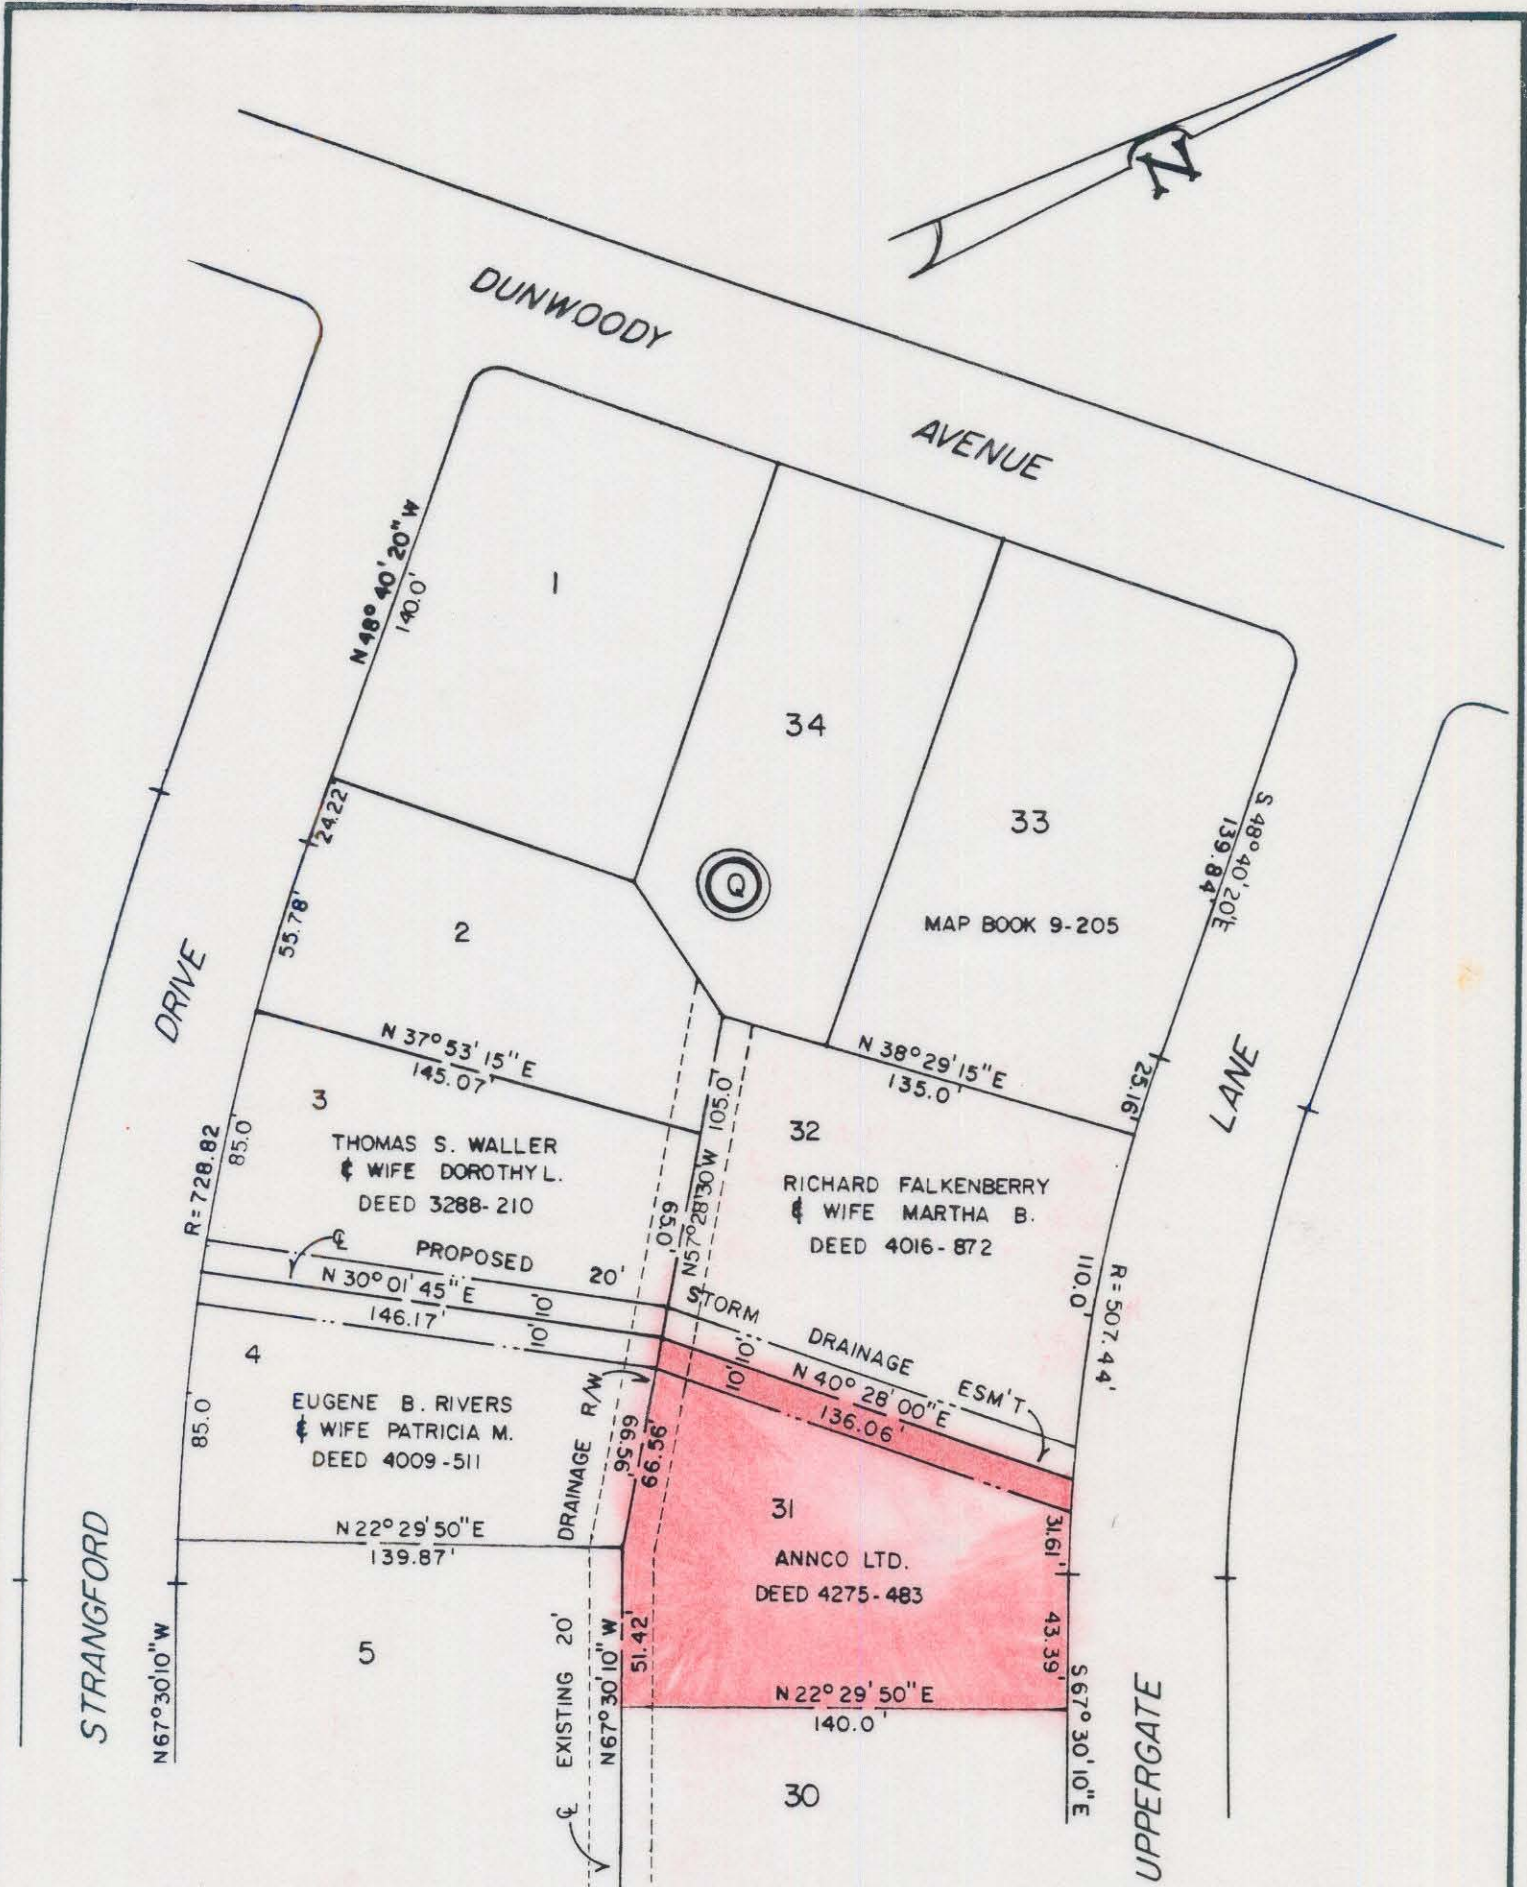 N
DUNWOODY
AVENUE
N 48° 40' 20" W
140.0'
1
34
33
MAP BOOK 9-205
S. 48° 40' 20" E
139.84'
24.22'
55.78'
2
DRIVE
N 37° 53' 15" E
145.07'
N 38° 29' 15" E
135.0'
25.16'
LANE
3
THOMAS S. WALLER
& WIFE DOROTHY L.
DEED 3288-210
R=728.82
85.0'
105.0'
N57° 28' 30" W
65.0'
32
RICHARD FALKENBERRY
& WIFE MARTHA B.
DEED 4016-872
110.0'
R=507.44'
℄
PROPOSED 20'
STORM DRAINAGE ESM'T
N 30° 01' 45" E
146.17'
10'
10'
10'
10'
N 40° 28' 00" E
136.06'
4
EUGENE B. RIVERS
& WIFE PATRICIA M.
DEED 4009-511
85.0'
DRAINAGE R/W
66.56'
66.56'
31
ANNCO LTD.
DEED 4275-483
31.61'
43.39'
N 22° 29' 50" E
139.87'
N 22° 29' 50" E
140.0'
STRANGFORD
N67° 30' 10" W
5
℄ EXISTING 20'
N67° 30' 10" W
51.42'
30
S 67° 30' 10" E
UPPERGATE